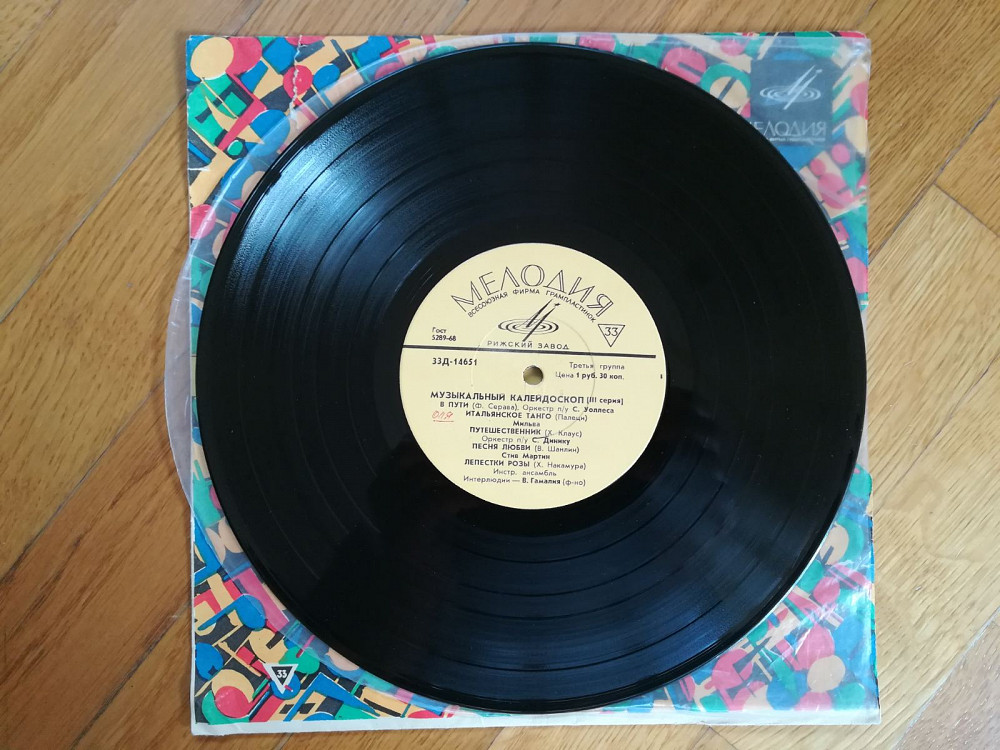 МЕЛОДИЯ
МЕЛОДИЯ
ВСЕСОЮЗНАЯ ФИРМА ГРАМПЛАСТИНОК
Гост
5289-68
33
РИЖСКИЙ ЗАВОД
33Д-14651
Третья группа
Цена 1 руб. 30 коп.
МУЗЫКАЛЬНЫЙ КАЛЕЙДОСКОП [III серия]
В ПУТИ (Ф. Серава), Оркестр п/у С. Уоллеса
ИТАЛЬЯНСКОЕ ТАНГО (Палеци)
Мильва
ПУТЕШЕСТВЕННИК (Х. Клаус)
Оркестр п/у С. Динику
ПЕСНЯ ЛЮБВИ (В. Шанлин)
Стив Мартин
ЛЕПЕСТКИ РОЗЫ (Х. Накамура)
Инстр. ансамбль
Интерлюдии — В. Гамалия (ф-но)
33